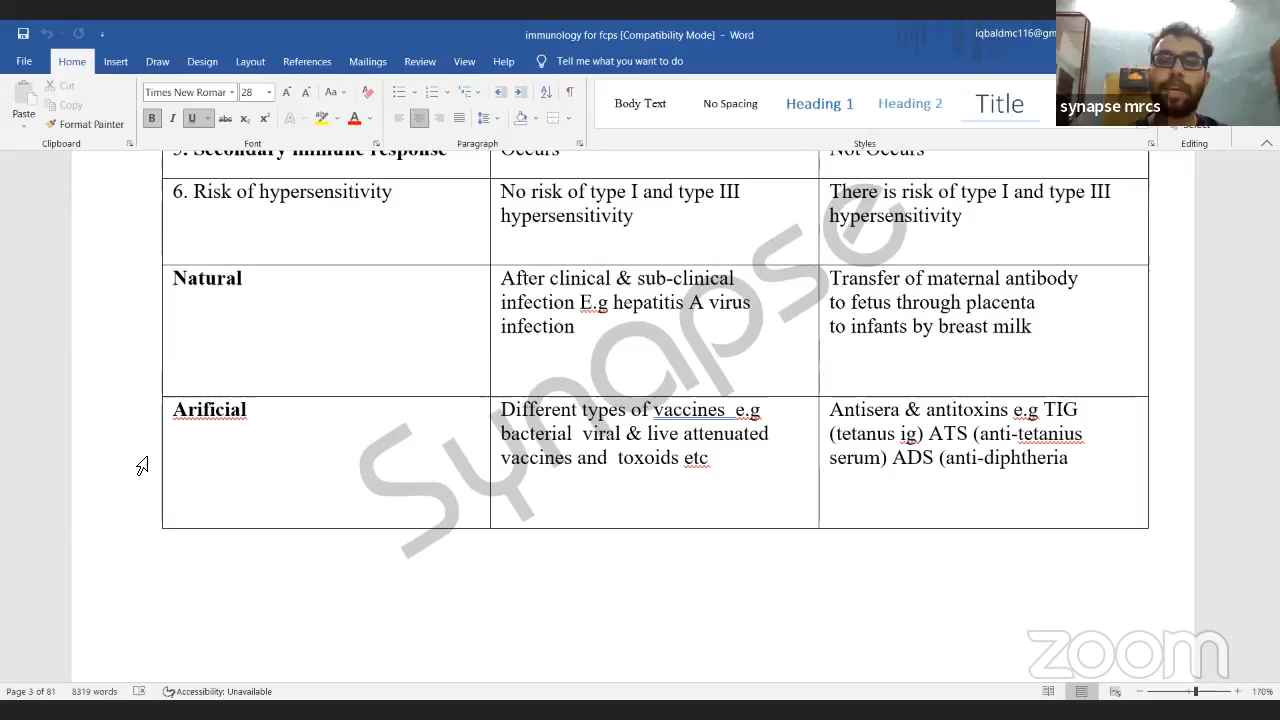 immunology for fcps [Compatibility Mode] - Word
iqbaldmc116@gm
File Home Insert Draw Design Layout References Mailings Review View Help Tell me what you want to do
Cut
Copy
Paste
Format Painter
Times New Romar 28
Body Text
No Spacing
Heading 1
Heading 2
Title
synapse mrcs
Clipboard
Font
Paragraph
Styles
Editing
5. Secondary immune response Occurs Not Occurs
6. Risk of hypersensitivity
No risk of type I and type III
hypersensitivity
There is risk of type I and type III
hypersensitivity
Natural
After clinical & sub-clinical
infection E.g hepatitis A virus
infection
Transfer of maternal antibody
to fetus through placenta
to infants by breast milk
Arificial
Different types of vaccines e.g
bacterial viral & live attenuated
vaccines and toxoids etc
Antisera & antitoxins e.g TIG
(tetanus ig) ATS (anti-tetanius
serum) ADS (anti-diphtheria
Synapse
zoom
Page 3 of 81 8319 words Accessibility: Unavailable 170%